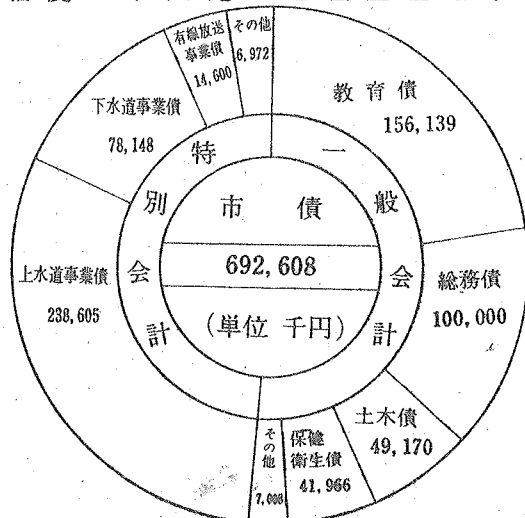 その他
6,972
有線放送
事業債
14,600
教育債
156,139
下水道事業債
78,148
特別会計
一般会計
市債
692,608
(単位 千円)
上水道事業債
238,605
総務債
100,000
土木債
49,170
保健
衛生債
41,966
その他
7,008